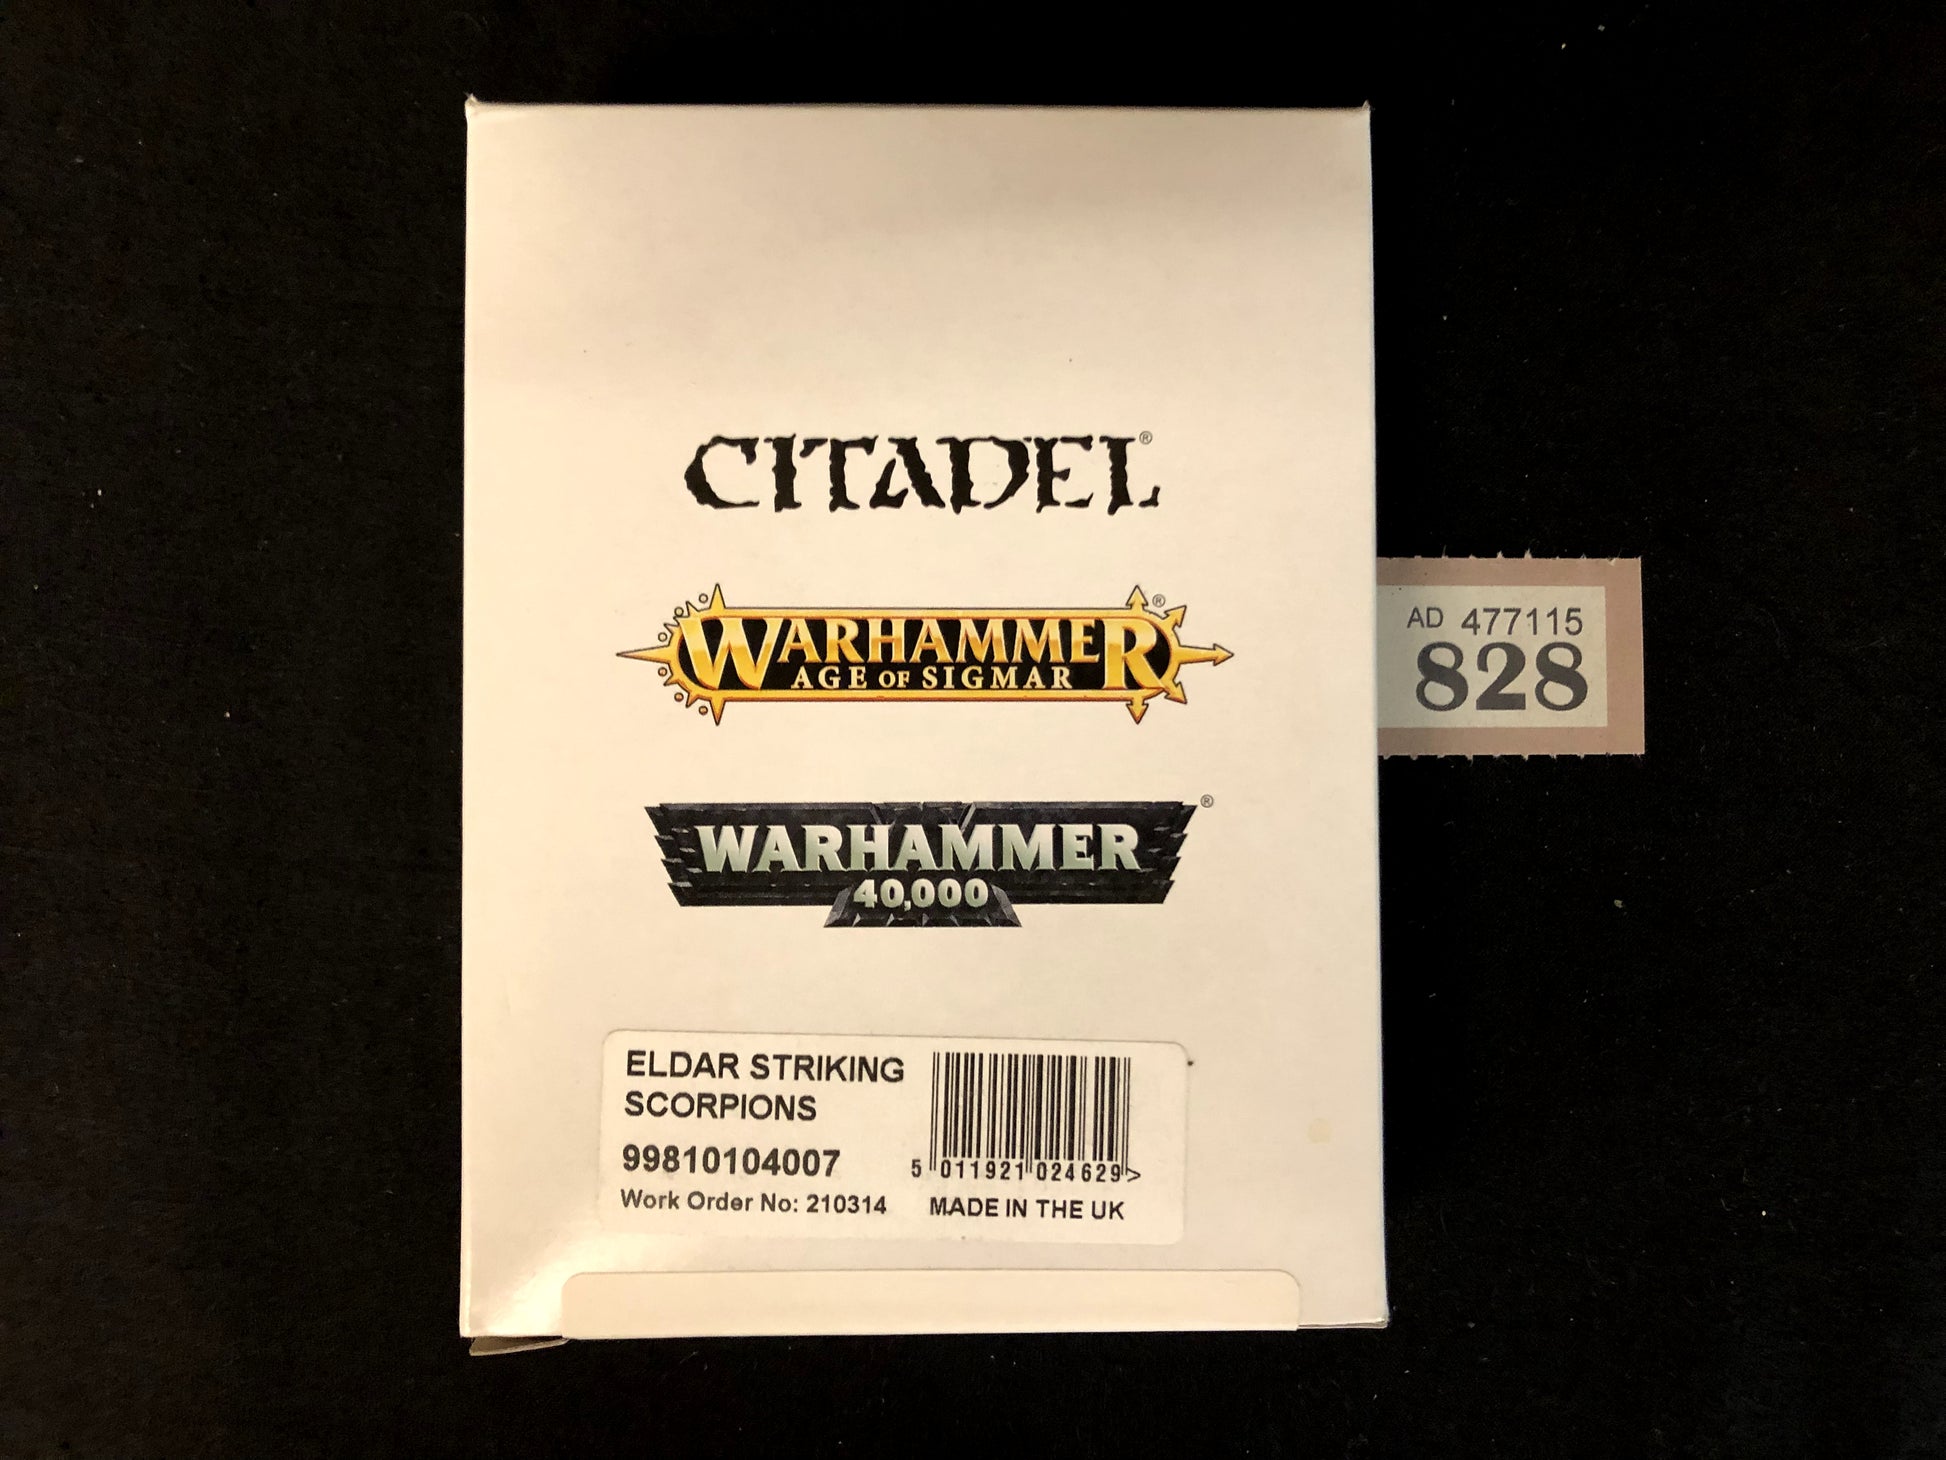 CITADEL®
WARHAMMER®
AGE OF SIGMAR
AD 477115
828
WARHAMMER®
40,000
ELDAR STRIKING
SCORPIONS
99810104007
Work Order No: 210314
5 011921 024629>
MADE IN THE UK